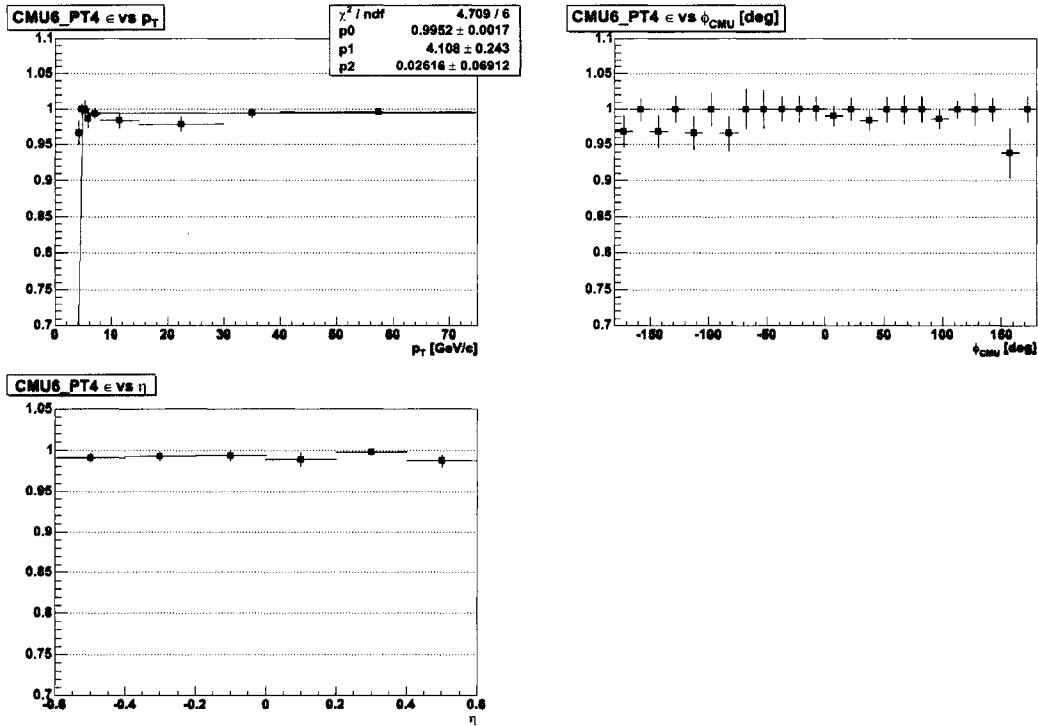 CMU6_PT4 ϵ vs pT
χ² / ndf 4.709 / 6
p0 0.9952 ± 0.0017
p1 4.108 ± 0.243
p2 0.02616 ± 0.06912
1.1
1.05
1
0.95
0.9
0.85
0.8
0.75
0.7
0 10 20 30 40 50 60 70
pT [GeV/c]
CMU6_PT4 ϵ vs ϕCMU [deg]
1.1
1.05
1
0.95
0.9
0.85
0.8
0.75
0.7
-150 -100 -50 0 50 100 150
ϕCMU [deg]
CMU6_PT4 ϵ vs η
1.05
1
0.95
0.9
0.85
0.8
0.75
0.7
-0.6 -0.4 -0.2 0 0.2 0.4 0.6
η